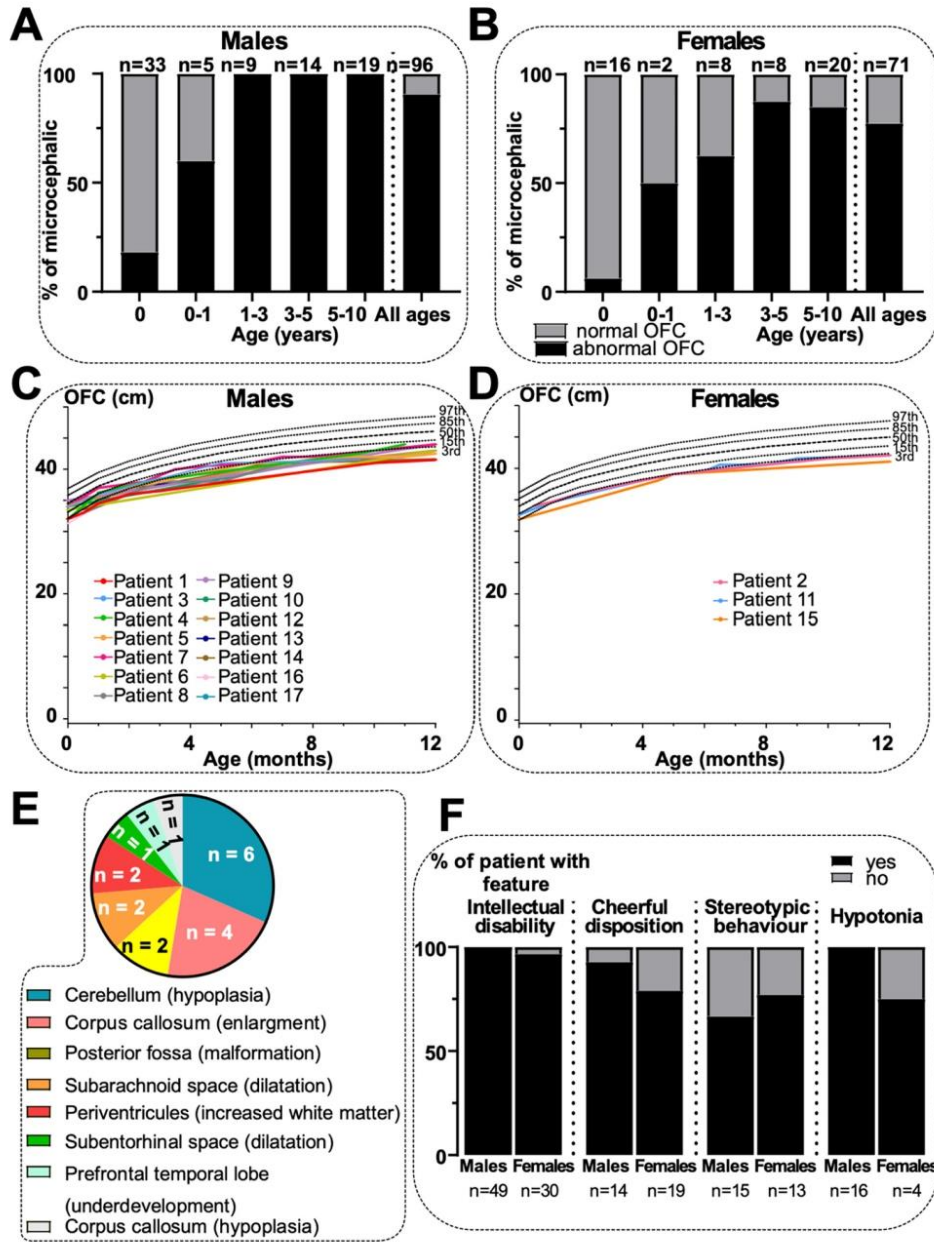 A
Males
n=33 n=5 n=9 n=14 n=19 n=96
% of microcephalic
100
50
0
0 0-1 1-3 3-5 5-10 All ages
Age (years)
B
Females
n=16 n=2 n=8 n=8 n=20 n=71
% of microcephalic
100
50
0
0 0-1 1-3 3-5 5-10 All ages
Age (years)
normal OFC
abnormal OFC
C
OFC (cm)
Males
97th
85th
50th
15th
3rd
40
20
0
Patient 1
Patient 3
Patient 4
Patient 5
Patient 7
Patient 6
Patient 8
Patient 9
Patient 10
Patient 12
Patient 13
Patient 14
Patient 16
Patient 17
0 4 8 12
Age (months)
D
OFC (cm)
Females
97th
85th
50th
15th
3rd
40
20
0
Patient 2
Patient 11
Patient 15
0 4 8 12
Age (months)
E
n = 6
n = 4
n = 2
n = 2
n = 2
n = 1
n = 1
n = 1
Cerebellum (hypoplasia)
Corpus callosum (enlargment)
Posterior fossa (malformation)
Subarachnoid space (dilatation)
Periventricules (increased white matter)
Subentorhinal space (dilatation)
Prefrontal temporal lobe
(underdevelopment)
Corpus callosum (hypoplasia)
F
% of patient with
feature
yes
no
Intellectual
disability
Cheerful
disposition
Stereotypic
behaviour
Hypotonia
100
50
0
Males Females Males Females Males Females Males Females
n=49 n=30 n=14 n=19 n=15 n=13 n=16 n=4